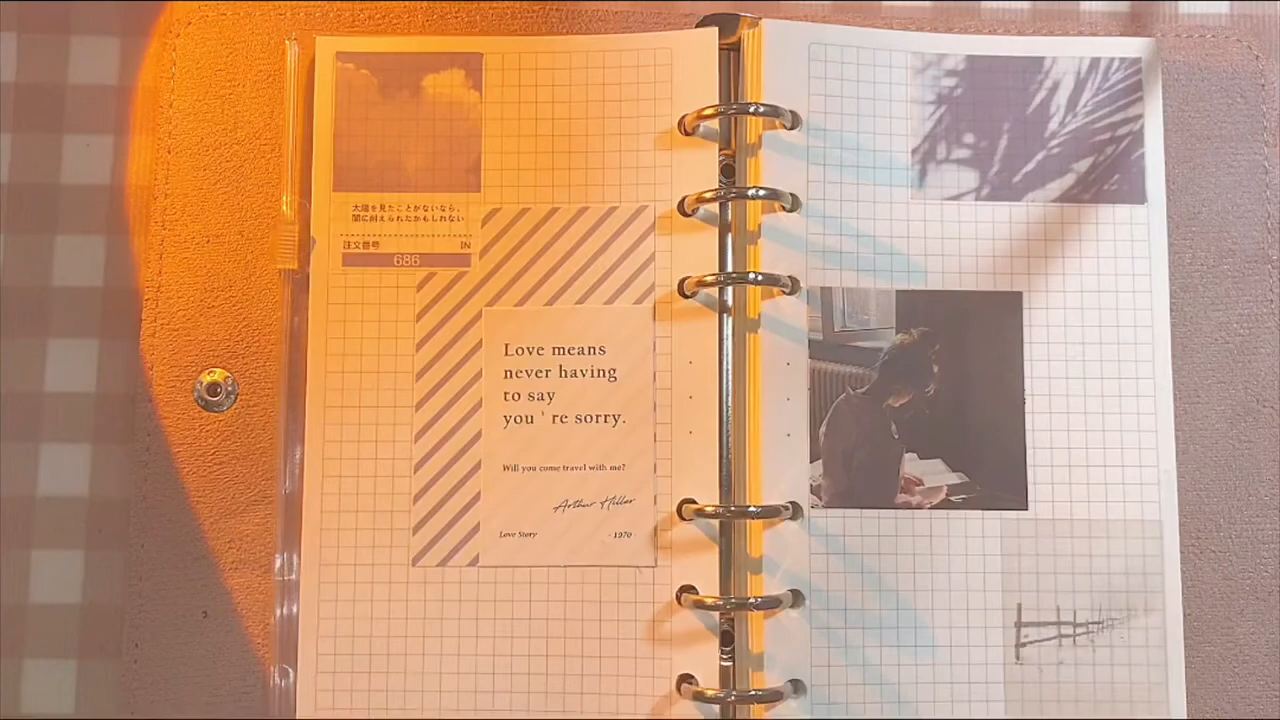 太陽を見たことがないなら、
闇に耐えられたかもしれない
注文番号 IN
686
Love means
never having
to say
you ' re sorry.
Will you come travel with me?
Arthur Hiller
Love Story · 1970 ·